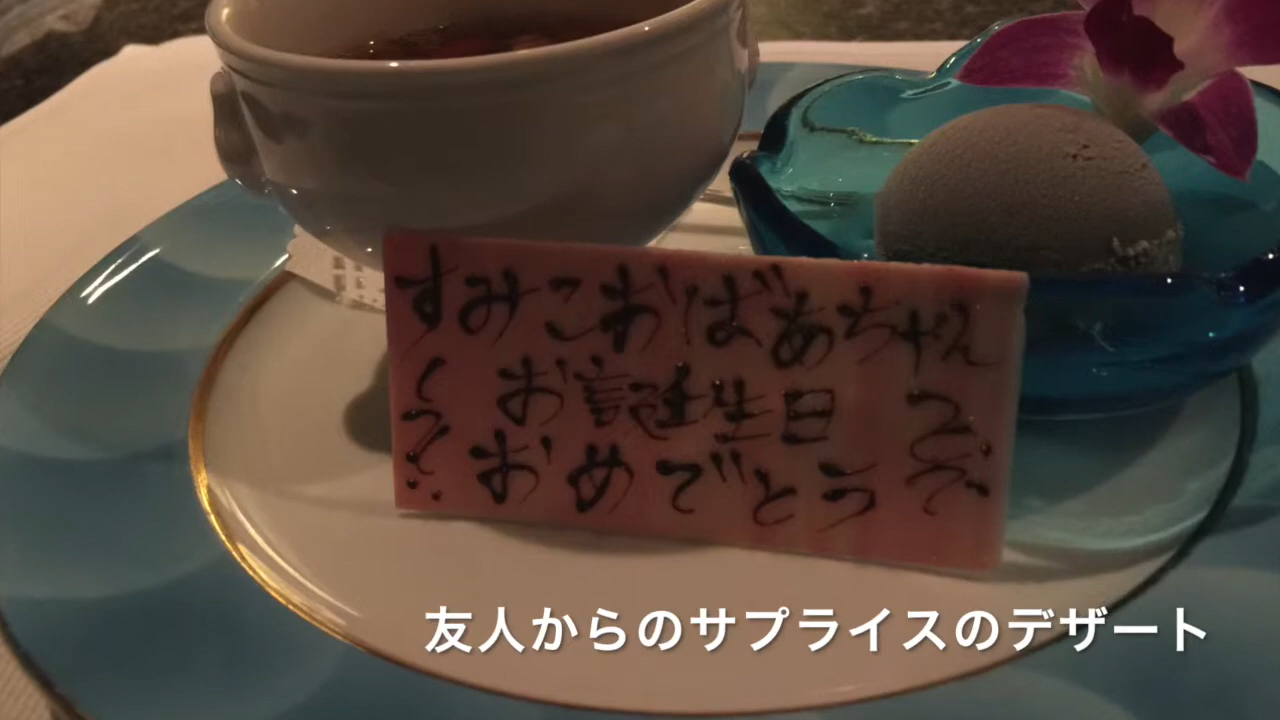 すみこおばあちゃん
お誕生日
おめでとう
友人からのサプライスのデザート